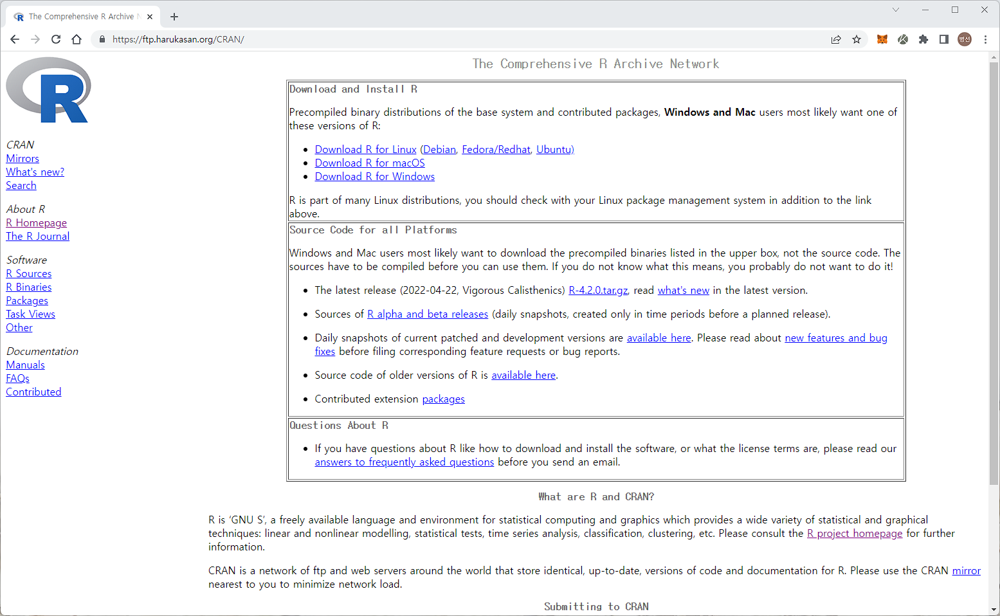 The Comprehensive R Archive N
https://ftp.harukasan.org/CRAN/
병선
R
CRAN
Mirrors
What's new?
Search
About R
R Homepage
The R Journal
Software
R Sources
R Binaries
Packages
Task Views
Other
Documentation
Manuals
FAQs
Contributed
The Comprehensive R Archive Network
Download and Install R
Precompiled binary distributions of the base system and contributed packages, Windows and Mac users most likely want one of
these versions of R:
Download R for Linux (Debian, Fedora/Redhat, Ubuntu)
Download R for macOS
Download R for Windows
R is part of many Linux distributions, you should check with your Linux package management system in addition to the link
above.
Source Code for all Platforms
Windows and Mac users most likely want to download the precompiled binaries listed in the upper box, not the source code. The
sources have to be compiled before you can use them. If you do not know what this means, you probably do not want to do it!
The latest release (2022-04-22, Vigorous Calisthenics) R-4.2.0.tar.gz, read what's new in the latest version.
Sources of R alpha and beta releases (daily snapshots, created only in time periods before a planned release).
Daily snapshots of current patched and development versions are available here. Please read about new features and bug
fixes before filing corresponding feature requests or bug reports.
Source code of older versions of R is available here.
Contributed extension packages
Questions About R
If you have questions about R like how to download and install the software, or what the license terms are, please read our
answers to frequently asked questions before you send an email.
What are R and CRAN?
R is ‘GNU S’, a freely available language and environment for statistical computing and graphics which provides a wide variety of statistical and graphical
techniques: linear and nonlinear modelling, statistical tests, time series analysis, classification, clustering, etc. Please consult the R project homepage for further
information.
CRAN is a network of ftp and web servers around the world that store identical, up-to-date, versions of code and documentation for R. Please use the CRAN mirror
nearest to you to minimize network load.
Submitting to CRAN